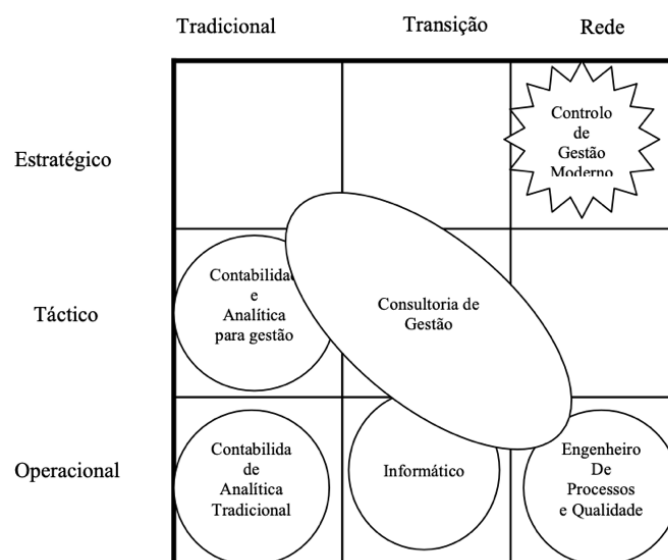 Tradicional
Transição
Rede
Estratégico
Controlo
de
Gestão
Moderno
Táctico
Contabilidad
e
Analítica
para gestão
Consultoria de
Gestão
Operacional
Contabilida
de
Analítica
Tradicional
Informático
Engenheiro
De
Processos
e Qualidade